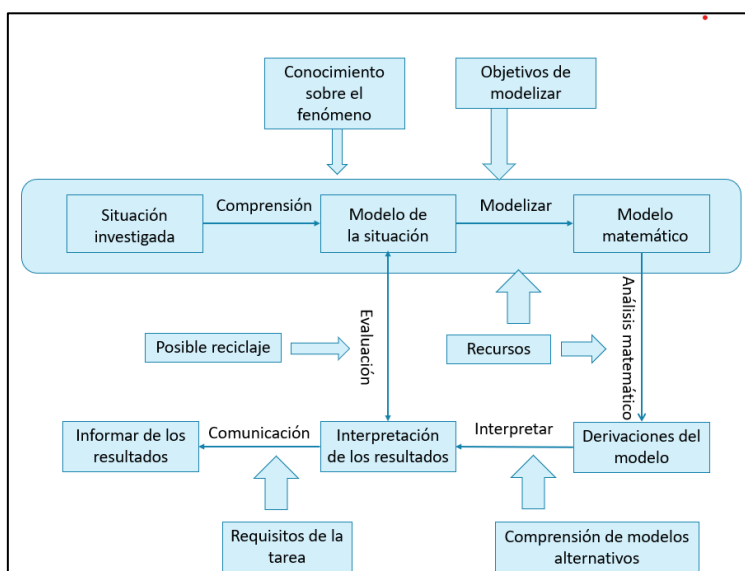 Conocimiento
sobre el
fenómeno
Objetivos de
modelizar
Situación
investigada
Comprensión
Modelo de
la situación
Modelizar
Modelo
matemático
Posible reciclaje
Evaluación
Recursos
Análisis matemático
Informar de los
resultados
Comunicación
Interpretación
de los resultados
Interpretar
Derivaciones del
modelo
Requisitos de la
tarea
Comprensión de modelos
alternativos